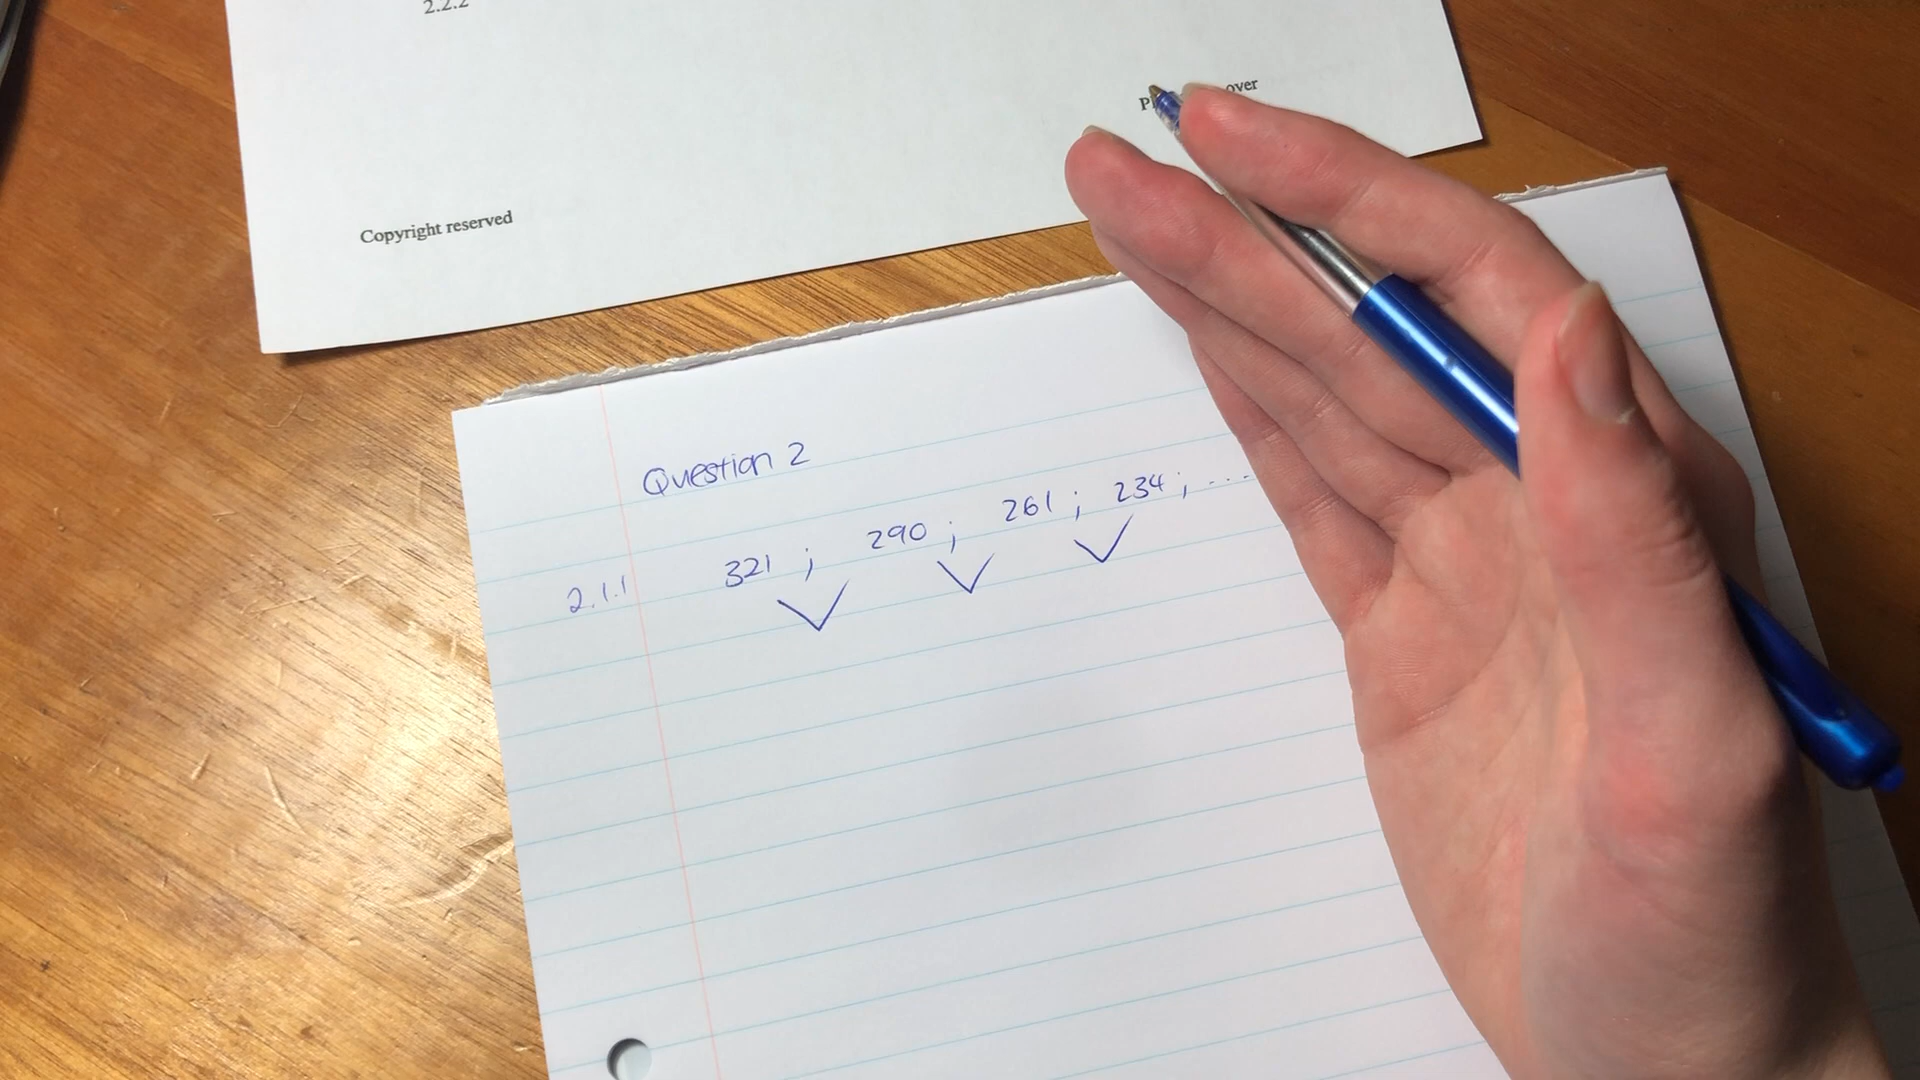 2.2.2
over
Copyright reserved
Question 2
2.1.1 321 ; 290 ; 261 ; 234 ; ....